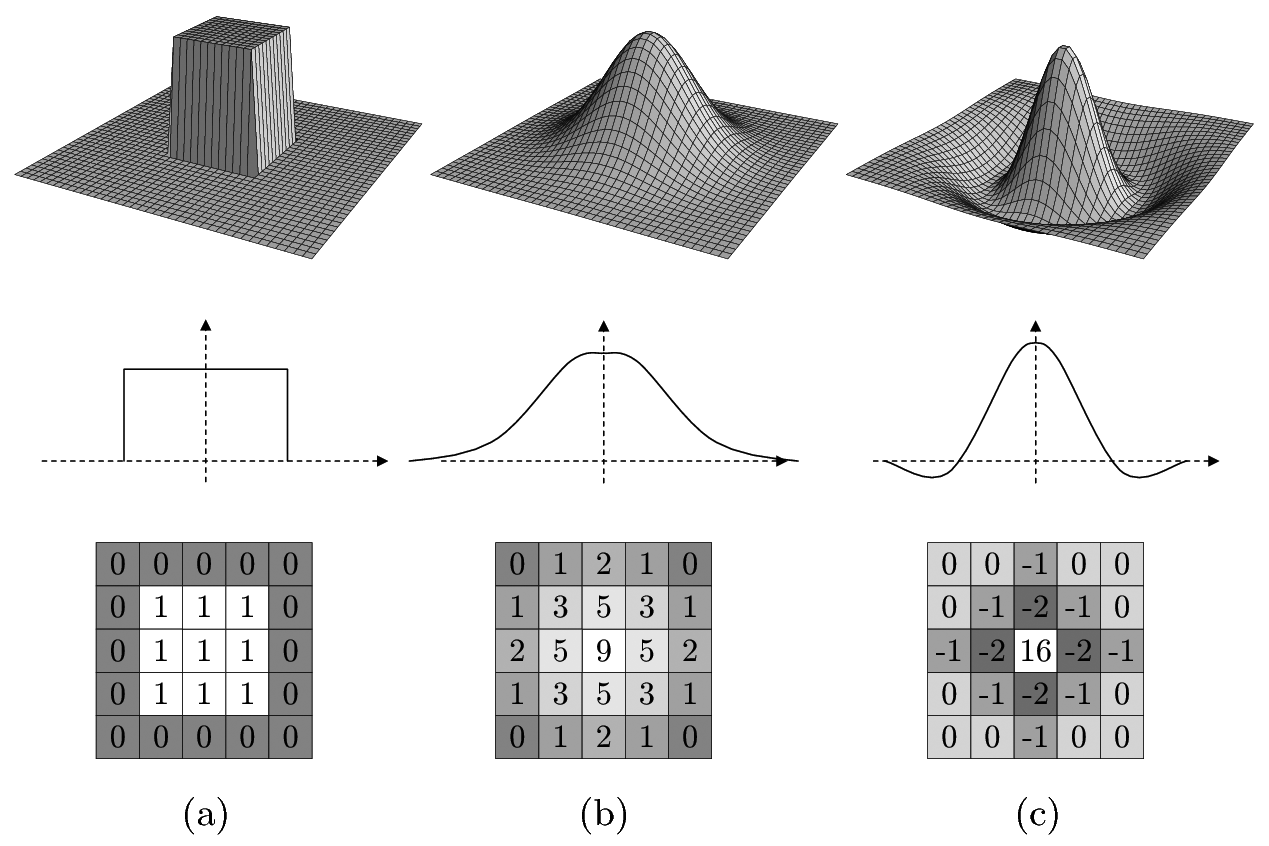 0 0 0 0 0
0 1 1 1 0
0 1 1 1 0
0 1 1 1 0
0 0 0 0 0
0 1 2 1 0
1 3 5 3 1
2 5 9 5 2
1 3 5 3 1
0 1 2 1 0
0 0 -1 0 0
0 -1 -2 -1 0
-1 -2 16 -2 -1
0 -1 -2 -1 0
0 0 -1 0 0
(a)
(b)
(c)